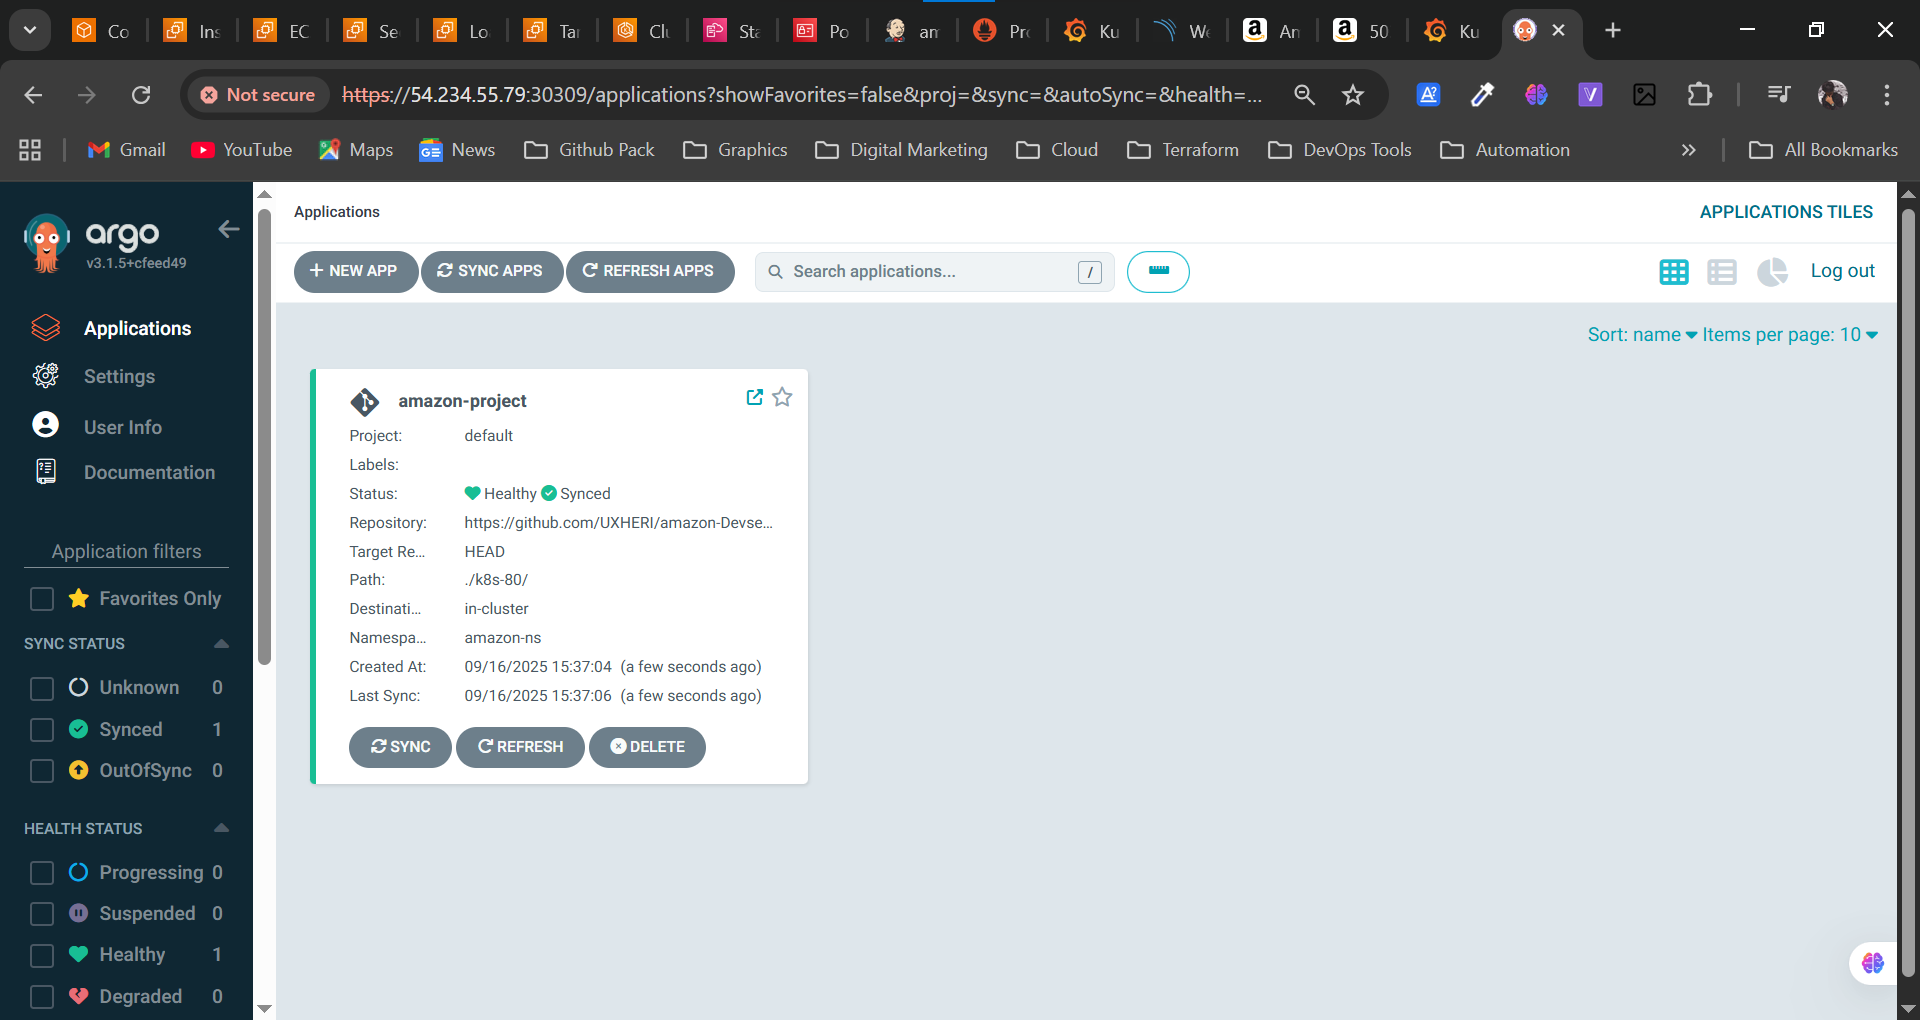 Co
Ins
EC
Se
Lo
Tar
Clu
Sta
Po
am
Pro
Ku
We
Am
50
Ku
Not secure
https://54.234.55.79:30309/applications?showFavorites=false&proj=&sync=&autoSync=&health=...
Gmail
YouTube
Maps
News
Github Pack
Graphics
Digital Marketing
Cloud
Terraform
DevOps Tools
Automation
All Bookmarks
argo
v3.1.5+cfeed49
Applications
Settings
User Info
Documentation
Application filters
Favorites Only
SYNC STATUS
Unknown 0
Synced 1
OutOfSync 0
HEALTH STATUS
Progressing 0
Suspended 0
Healthy 1
Degraded 0
Applications
APPLICATIONS TILES
+ NEW APP
SYNC APPS
REFRESH APPS
Search applications...
/
Log out
Sort: name
Items per page: 10
amazon-project
Project: default
Labels:
Status: Healthy Synced
Repository: https://github.com/UXHERI/amazon-Devse...
Target Re... HEAD
Path: ./k8s-80/
Destinati... in-cluster
Namespa... amazon-ns
Created At: 09/16/2025 15:37:04 (a few seconds ago)
Last Sync: 09/16/2025 15:37:06 (a few seconds ago)
SYNC
REFRESH
DELETE